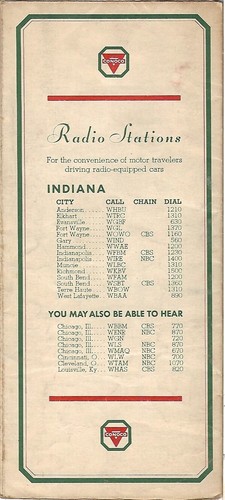 CONOCO
Radio Stations
For the convenience of motor travelers
driving radio-equipped cars
INDIANA
CITY CALL CHAIN DIAL
Anderson..... WHBU 1210
Elkhart...... WTRC 1310
Evansville.... WGBF 630
Fort Wayne... WGL 1370
Fort Wayne... WOWO CBS 1160
Gary........ WIND 560
Hammond..... WWAE 1200
Indianapolis... WFBM CBS 1230
Indianapolis... WIRE NBC 1400
Muncie...... WLBC 1310
Richmond..... WKBV 1500
South Bend... WFAM 1200
South Bend... WSBT CBS 1360
Terre Haute... WBOW 1310
West Lafayette.. WBAA 890
YOU MAY ALSO BE ABLE TO HEAR
Chicago, Ill.... WBBM CBS 770
Chicago, Ill.... WENR NBC 870
Chicago, Ill.... WGN 720
Chicago, Ill.... WLS NBC 870
Chicago, Ill.... WMAQ NBC 670
Cincinnati, O... WLW NBC 700
Cleveland, O... WTAM NBC 1070
Louisville, Ky... WHAS CBS 820
CONOCO